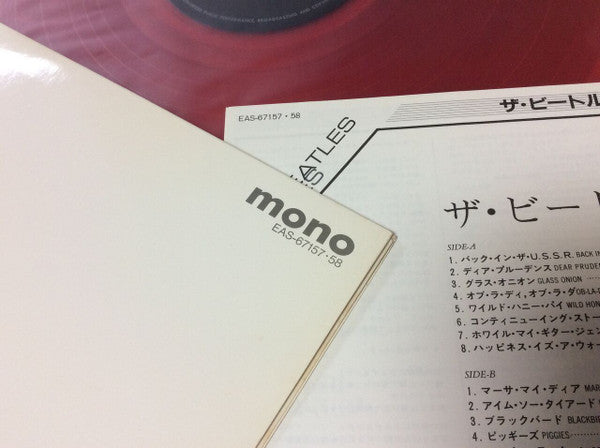 EAS-67157・58
ザ・ビートル
ATLES
mono
EAS-67157・58
ザ・ビート
SIDE-A
1. バック・イン・ザ・U.S.S.R. BACK IN
2. ディア・プルーデンス DEAR PRUDE
3. グラス・オニオン GLASS ONION
4. オブ・ラ・ディ,オブ・ラ・ダ OB-LA-D
5. ワイルド・ハニー・パイ WILD HON
6. コンティニューイング・ストー
7. ホワイル・マイ・ギター・ジェン
8. ハッピネス・イズ・ア・ウォー
SIDE-B
1. マーサ・マイ・ディア MAR
2. アイム・ソー・タイアード
3. ブラックバード BLACKBIR
4. ピッギーズ PIGGIES